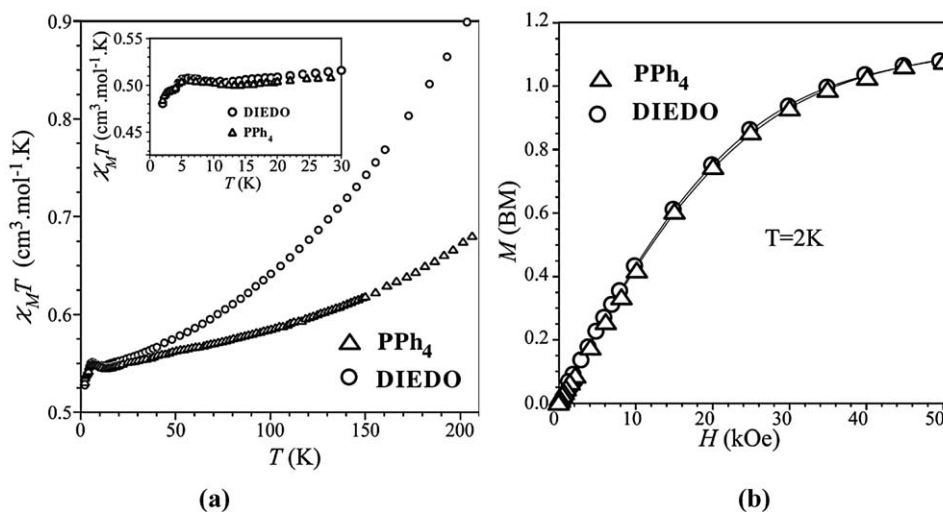 0.9
0.8
0.7
0.6
0.5
χMT (cm3.mol-1.K)
0 50 100 150 200
T (K)
0.55
0.50
0.45
χMT (cm3.mol-1.K)
0 5 10 15 20 25 30
T (K)
DIEDO
PPh4
PPh4
DIEDO
(a)
1.2
1.0
0.8
0.6
0.4
0.2
0.0
M (BM)
0 10 20 30 40 50
H (kOe)
PPh4
DIEDO
T=2K
(b)